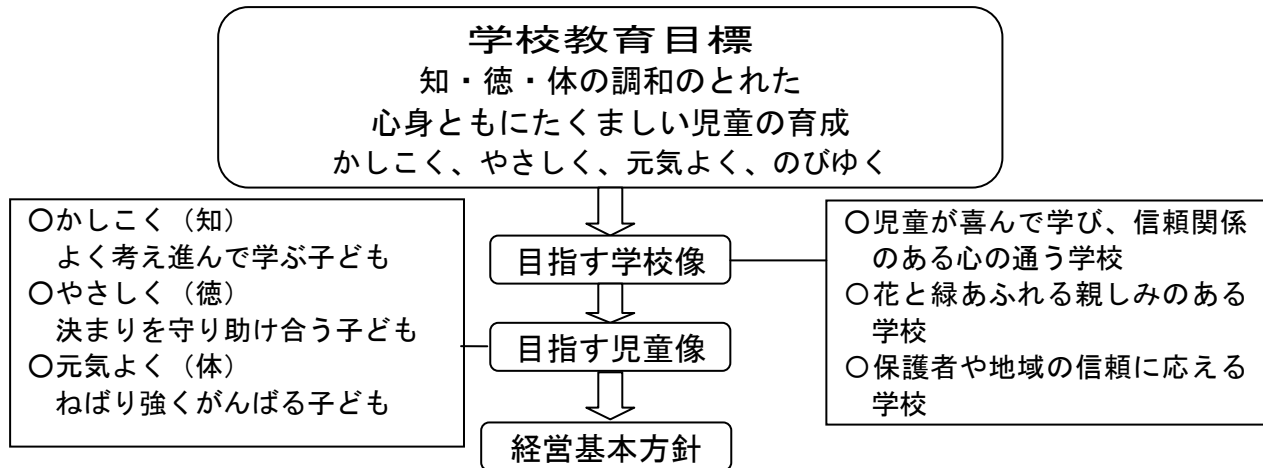 学校教育目標
知・徳・体の調和のとれた
心身ともにたくましい児童の育成
かしこく、やさしく、元気よく、のびゆく
〇かしこく（知）
よく考え進んで学ぶ子ども
〇やさしく（徳）
決まりを守り助け合う子ども
〇元気よく（体）
ねばり強くがんばる子ども
目指す学校像
目指す児童像
経営基本方針
〇児童が喜んで学び、信頼関係
のある心の通う学校
〇花と緑あふれる親しみのある
学校
〇保護者や地域の信頼に応える
学校